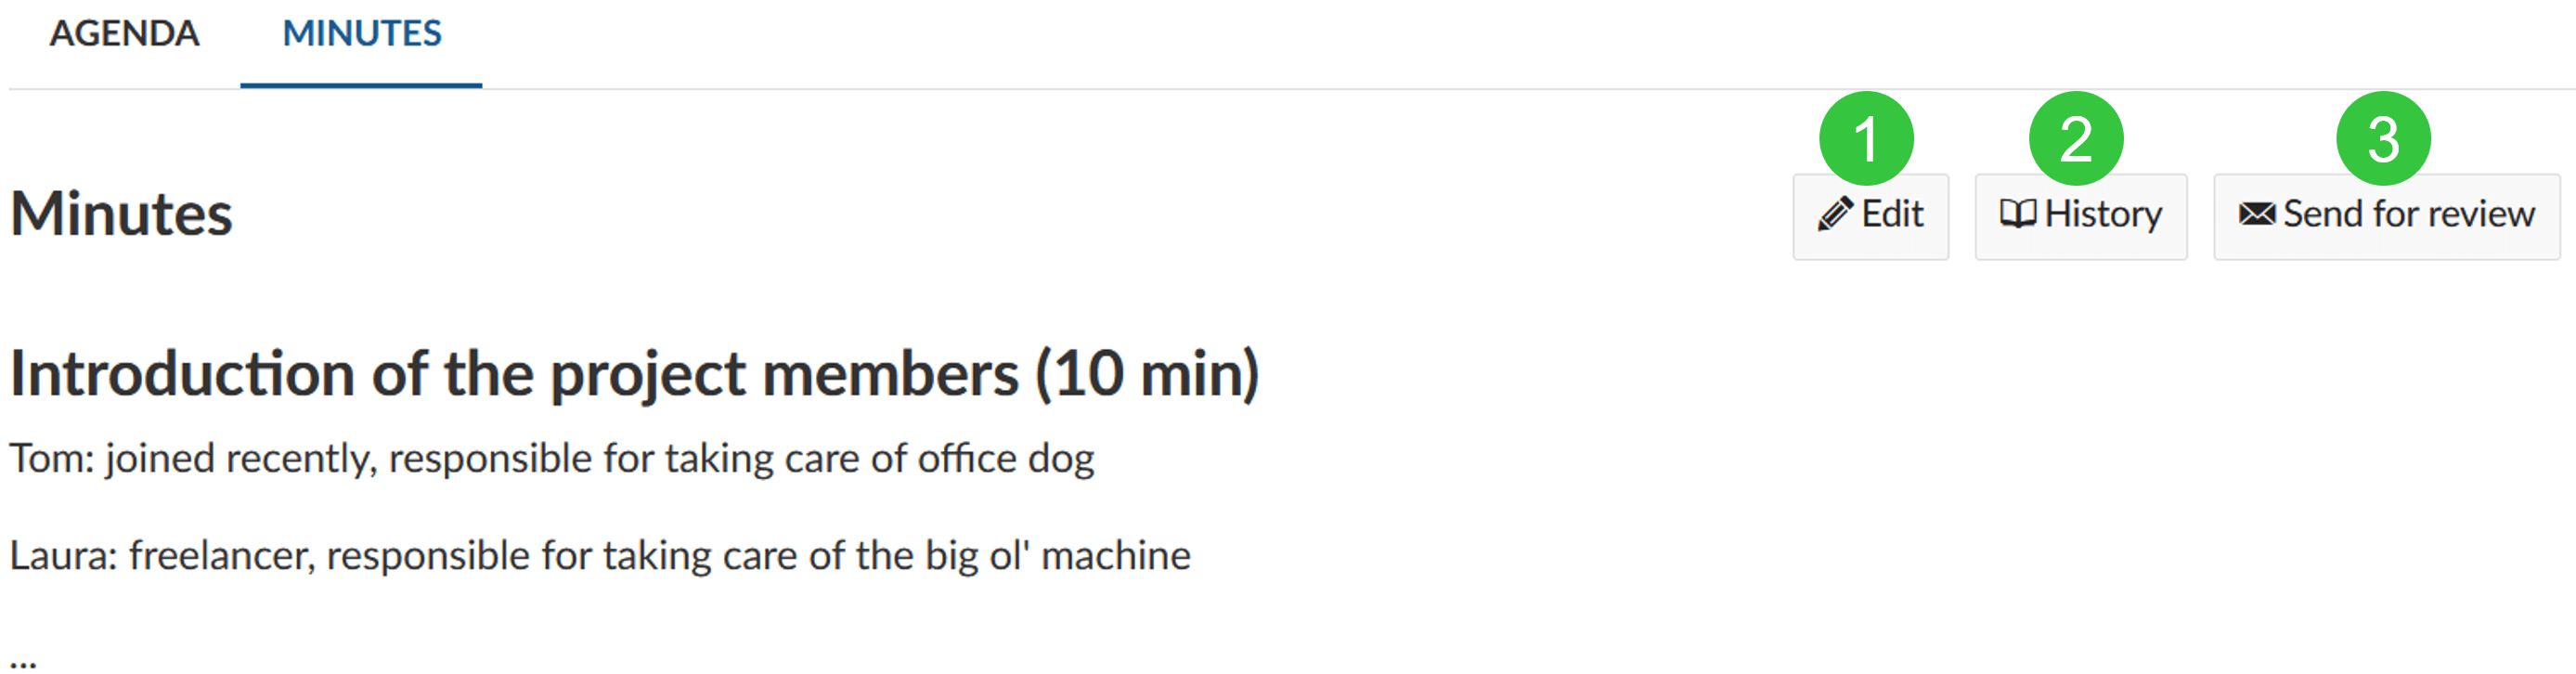 AGENDA MINUTES
1 2 3
Minutes Edit History Send for review
Introduction of the project members (10 min)
Tom: joined recently, responsible for taking care of office dog
Laura: freelancer, responsible for taking care of the big ol' machine
...